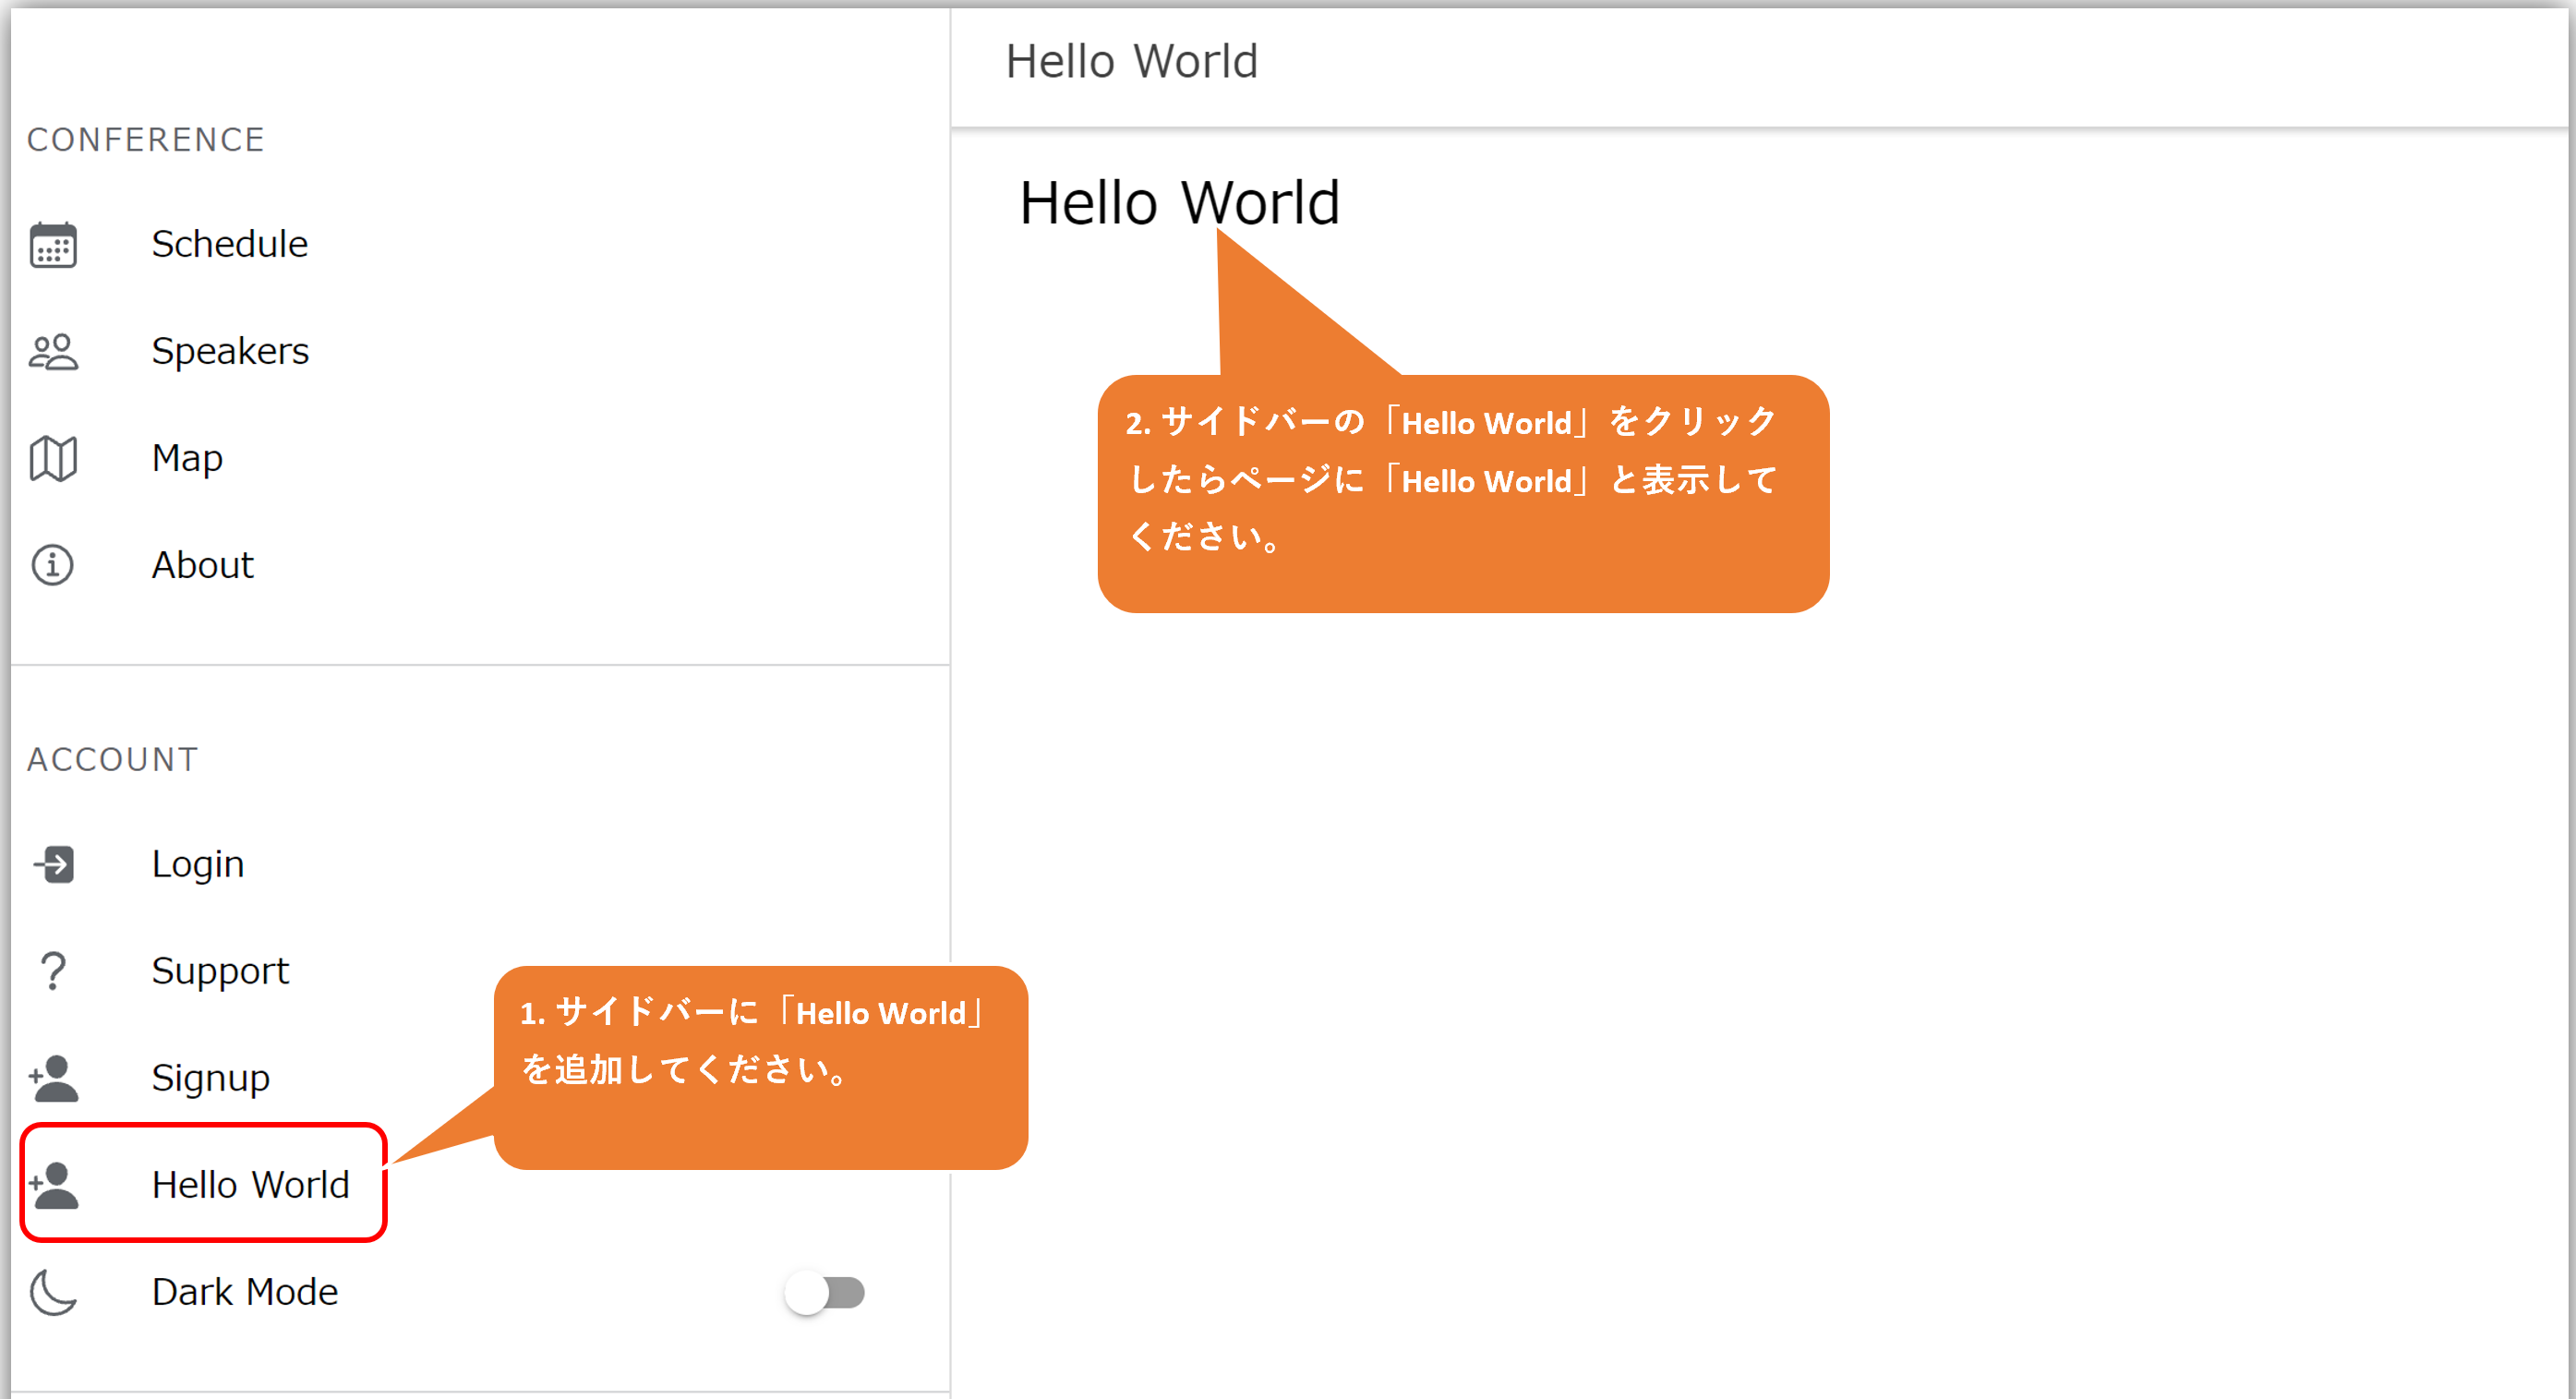 CONFERENCE
Schedule
Speakers
Map
About
ACCOUNT
Login
Support
Signup
Hello World
Dark Mode
1. サイドバーに「Hello World」
を追加してください。
Hello World
Hello World
2. サイドバーの「Hello World」をクリック
したらページに「Hello World」と表示して
ください。